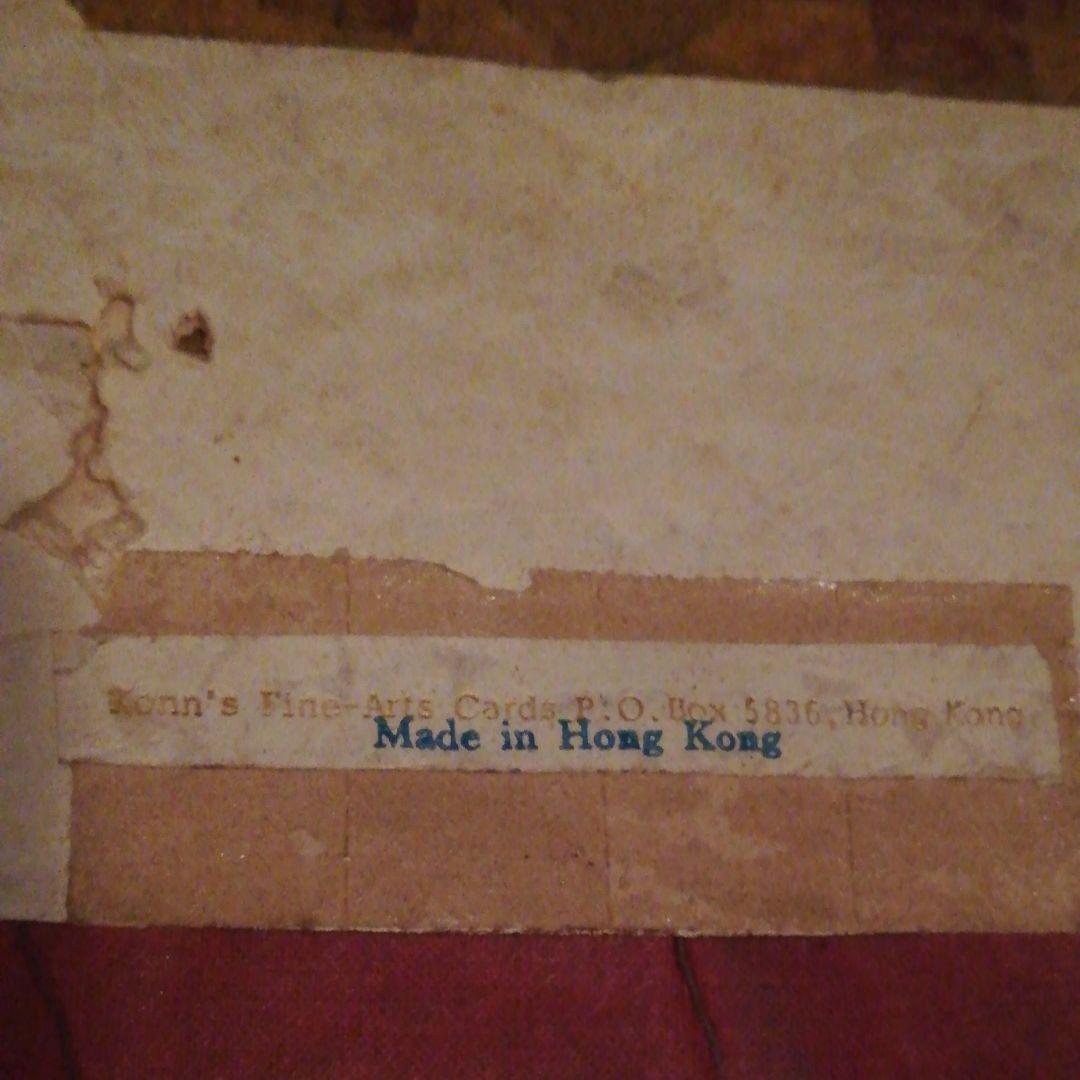 Konn's Fine-Arts Cards P.O.Box 5836, Hong Kong
Made in Hong Kong